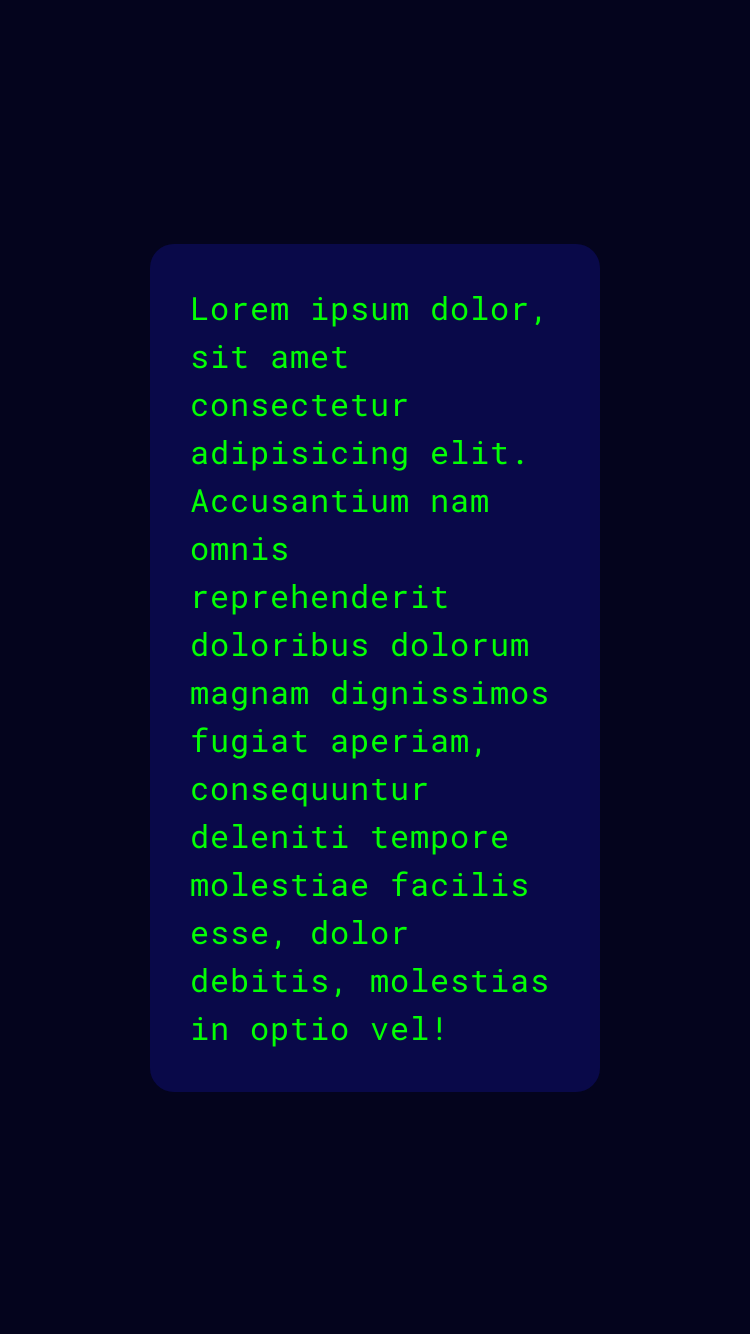 Lorem ipsum dolor,
sit amet
consectetur
adipisicing elit.
Accusantium nam
omnis
reprehenderit
doloribus dolorum
magnam dignissimos
fugiat aperiam,
consequuntur
deleniti tempore
molestiae facilis
esse, dolor
debitis, molestias
in optio vel!